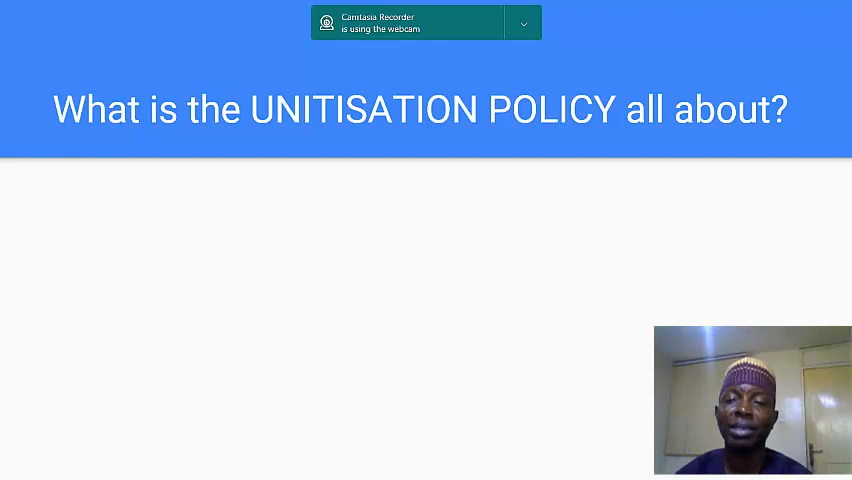 Camtasia Recorder
is using the webcam
What is the UNITISATION POLICY all about?